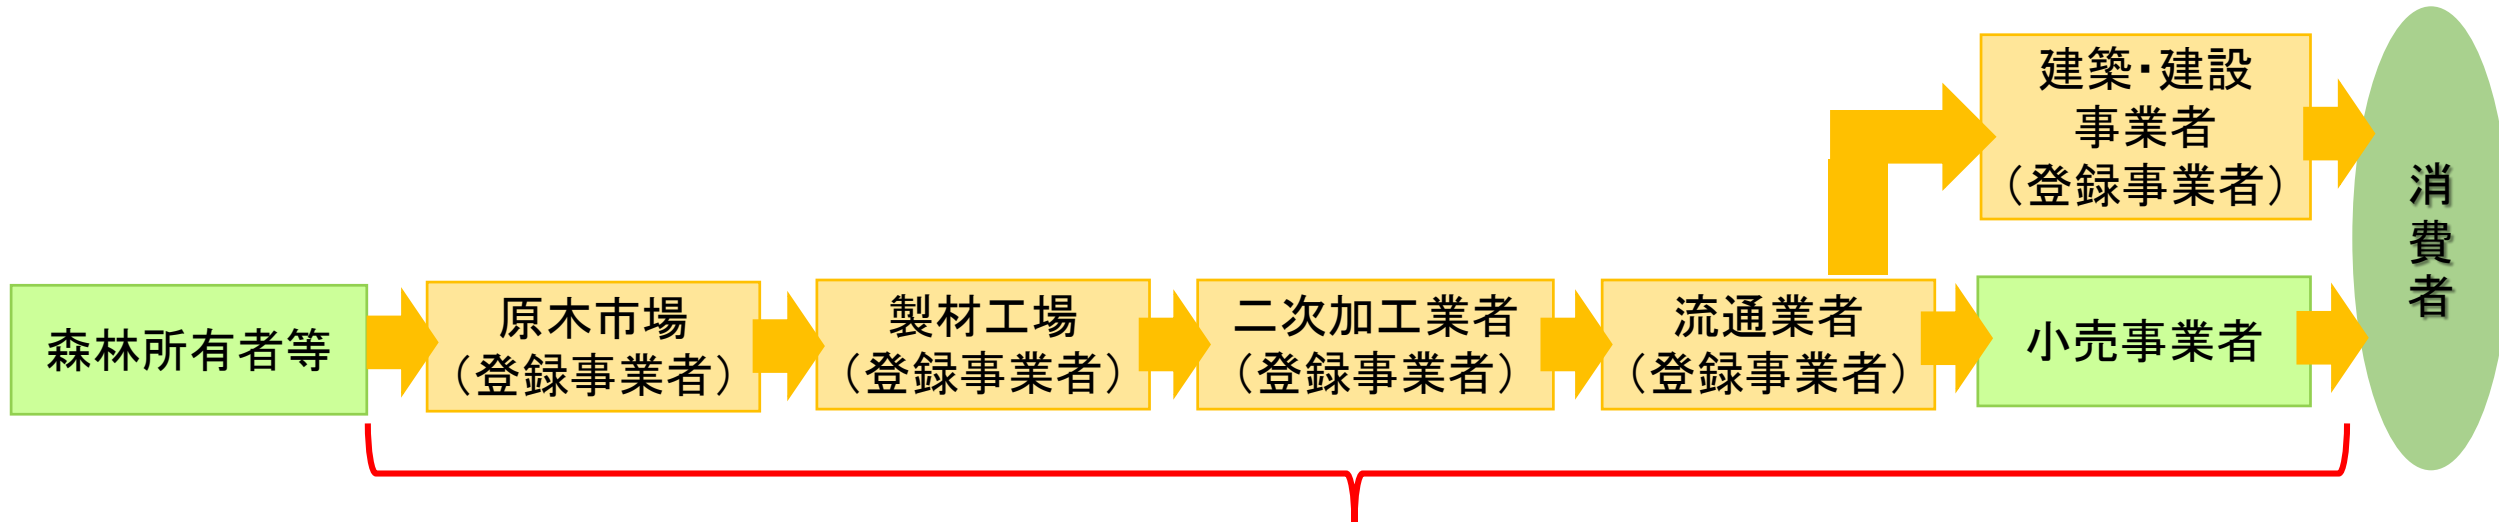 森林所有者等
原木市場
（登録事業者）
製材工場
（登録事業者）
二次加工業者
（登録事業者）
流通業者
（登録事業者）
建築・建設
事業者
（登録事業者）
小売事業者
消費者